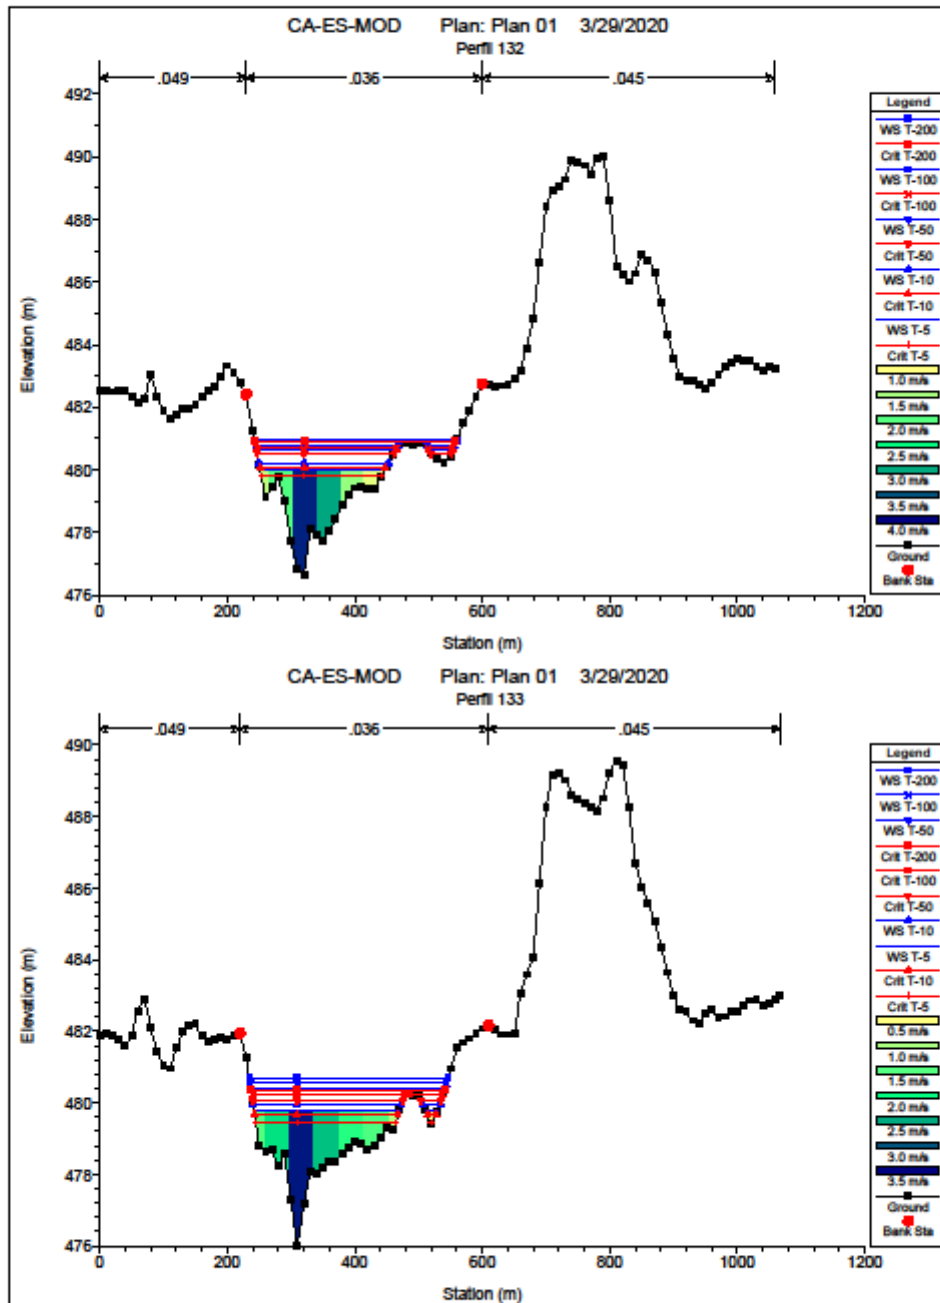 CA-ES-MOD Plan: Plan 01 3/29/2020
Perfil 132
.049 .036 .045
Elevation (m)
492
490
488
486
484
482
480
478
476
0 200 400 600 800 1000 1200
Station (m)
Legend
WS T-200
Crit T-200
WS T-100
Crit T-100
WS T-50
Crit T-50
WS T-10
Crit T-10
WS T-5
Crit T-5
1.0 m/s
1.5 m/s
2.0 m/s
2.5 m/s
3.0 m/s
3.5 m/s
4.0 m/s
Ground
Bank Sta
CA-ES-MOD Plan: Plan 01 3/29/2020
Perfil 133
.049 .036 .045
Elevation (m)
490
488
486
484
482
480
478
476
0 200 400 600 800 1000 1200
Station (m)
Legend
WS T-200
WS T-100
WS T-50
Crit T-200
Crit T-100
Crit T-50
WS T-10
WS T-5
Crit T-10
Crit T-5
0.5 m/s
1.0 m/s
1.5 m/s
2.0 m/s
2.5 m/s
3.0 m/s
3.5 m/s
Ground
Bank Sta